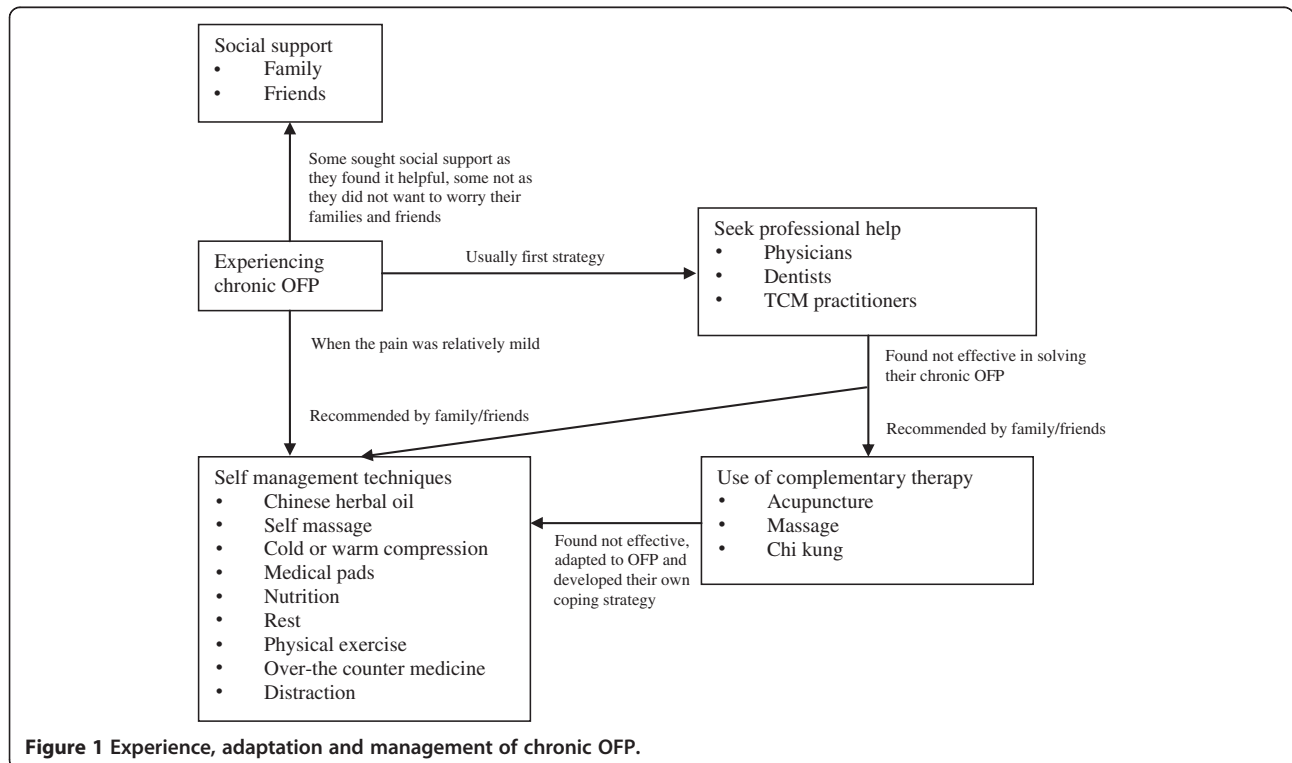 Social support
• Family
• Friends
Some sought social support as
they found it helpful, some not as
they did not want to worry their
families and friends
Experiencing
chronic OFP
Usually first strategy
Seek professional help
• Physicians
• Dentists
• TCM practitioners
When the pain was relatively mild
Found not effective in solving
their chronic OFP
Recommended by family/friends
Recommended by family/friends
Self management techniques
• Chinese herbal oil
• Self massage
• Cold or warm compression
• Medical pads
• Nutrition
• Rest
• Physical exercise
• Over-the counter medicine
• Distraction
Found not effective,
adapted to OFP and
developed their own
coping strategy
Use of complementary therapy
• Acupuncture
• Massage
• Chi kung
Figure 1 Experience, adaptation and management of chronic OFP.